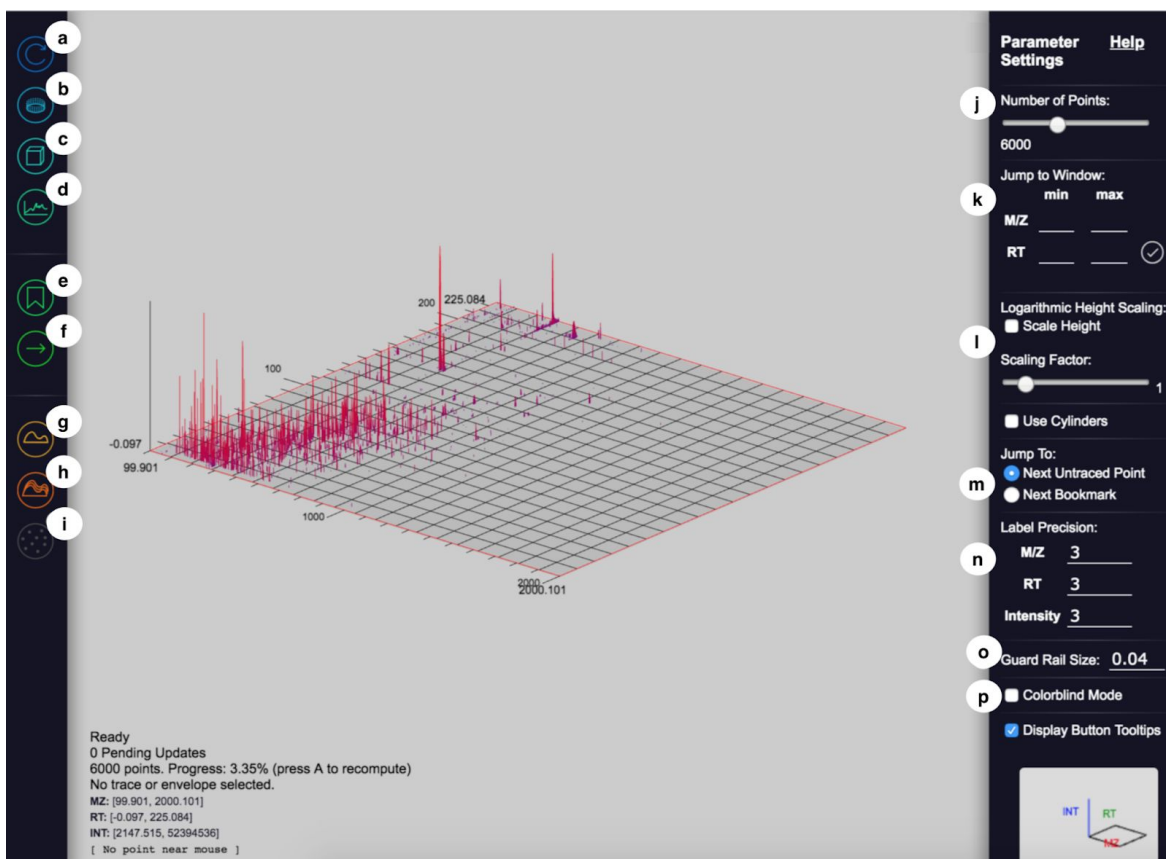 a
b
c
d
e
f
g
h
i
200
225.084
100
-0.097
99.901
1000
2000
2000.101
Ready
0 Pending Updates
6000 points. Progress: 3.35% (press A to recompute)
No trace or envelope selected.
MZ: [99.901, 2000.101]
RT: [-0.097, 225.084]
INT: [2147.515, 52394536]
[ No point near mouse ]
Parameter Help
Settings
j Number of Points:
6000
Jump to Window:
k min max
M/Z
RT
Logarithmic Height Scaling:
Scale Height
l
Scaling Factor:
1
Use Cylinders
Jump To:
m Next Untraced Point
Next Bookmark
Label Precision:
n M/Z 3
RT 3
Intensity 3
o Guard Rail Size: 0.04
p Colorblind Mode
Display Button Tooltips
INT RT
MZ